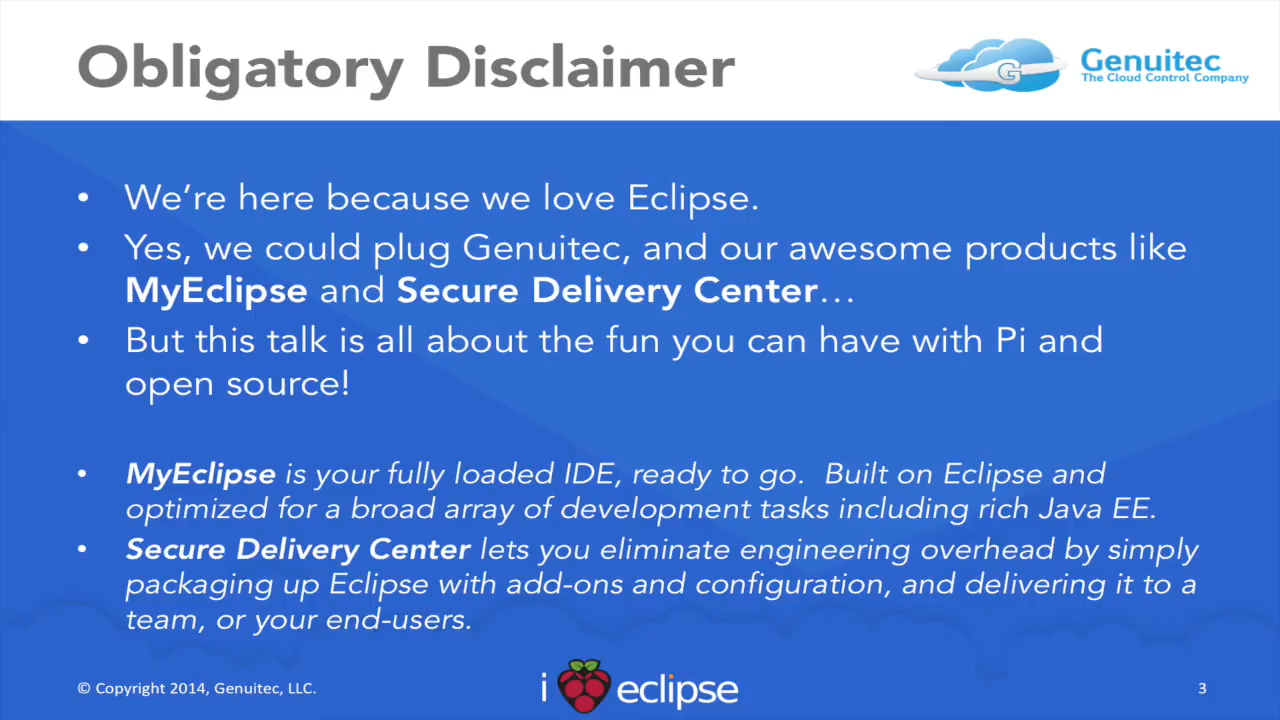 Obligatory Disclaimer
G
Genuitec
The Cloud Control Company
• We’re here because we love Eclipse.
• Yes, we could plug Genuitec, and our awesome products like
MyEclipse and Secure Delivery Center…
• But this talk is all about the fun you can have with Pi and
open source!
• MyEclipse is your fully loaded IDE, ready to go. Built on Eclipse and
optimized for a broad array of development tasks including rich Java EE.
• Secure Delivery Center lets you eliminate engineering overhead by simply
packaging up Eclipse with add-ons and configuration, and delivering it to a
team, or your end-users.
© Copyright 2014, Genuitec, LLC.
i eclipse
3